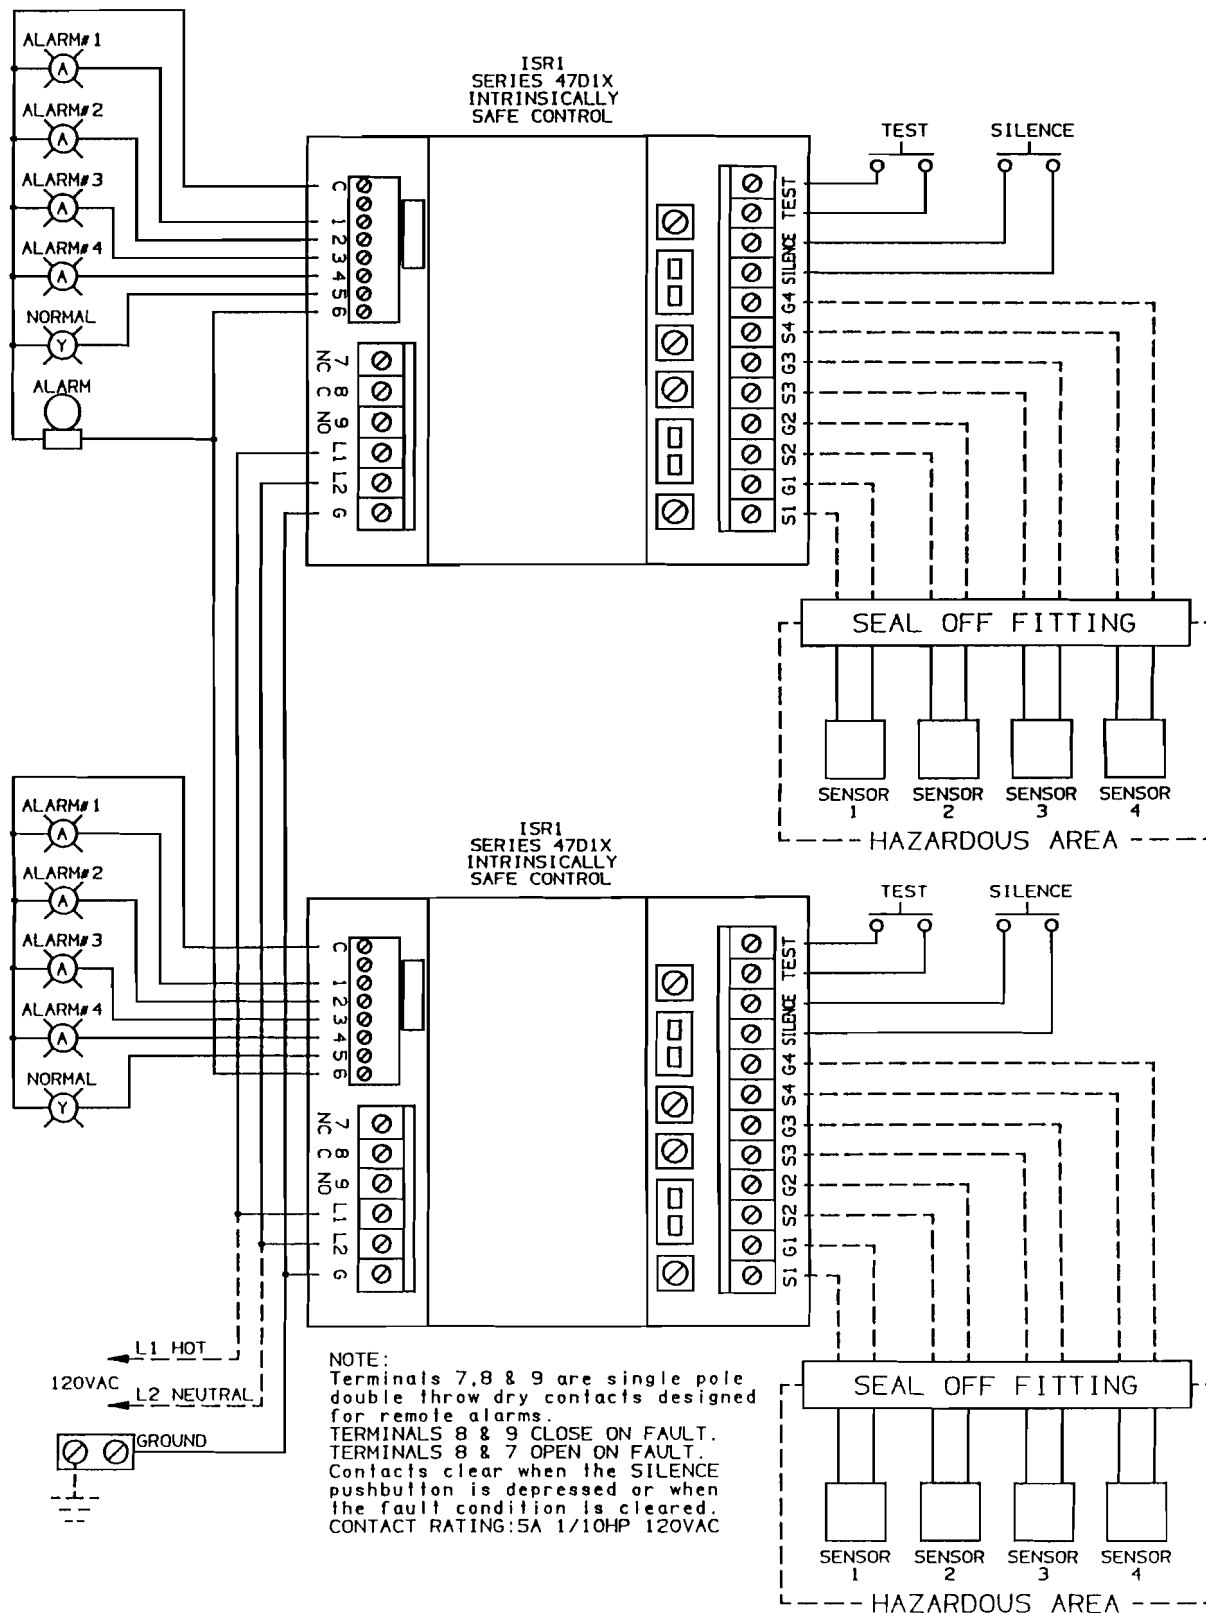 ISR1
SERIES 47D1X
INTRINSICALLY
SAFE CONTROL
ALARM#1
A
ALARM#2
A
ALARM#3
A
ALARM#4
A
NORMAL
Y
ALARM
C
1
2
3
4
5
6
7 NC
8 C
9 NO
L1
L2
G
TEST
SILENCE
TEST
TEST
SILENCE
G4
S4
G3
S3
G2
S2
G1
S1
SEAL OFF FITTING
SENSOR 1
SENSOR 2
SENSOR 3
SENSOR 4
HAZARDOUS AREA
ISR1
SERIES 47D1X
INTRINSICALLY
SAFE CONTROL
ALARM#1
A
ALARM#2
A
ALARM#3
A
ALARM#4
A
NORMAL
Y
C
1
2
3
4
5
6
7 NC
8 C
9 NO
L1
L2
G
TEST
SILENCE
TEST
TEST
SILENCE
G4
S4
G3
S3
G2
S2
G1
S1
SEAL OFF FITTING
SENSOR 1
SENSOR 2
SENSOR 3
SENSOR 4
HAZARDOUS AREA
L1 HOT
120VAC
L2 NEUTRAL
GROUND
NOTE:
Terminals 7,8 & 9 are single pole
double throw dry contacts designed
for remote alarms.
TERMINALS 8 & 9 CLOSE ON FAULT.
TERMINALS 8 & 7 OPEN ON FAULT.
Contacts clear when the SILENCE
pushbutton is depressed or when
the fault condition is cleared.
CONTACT RATING:5A 1/10HP 120VAC